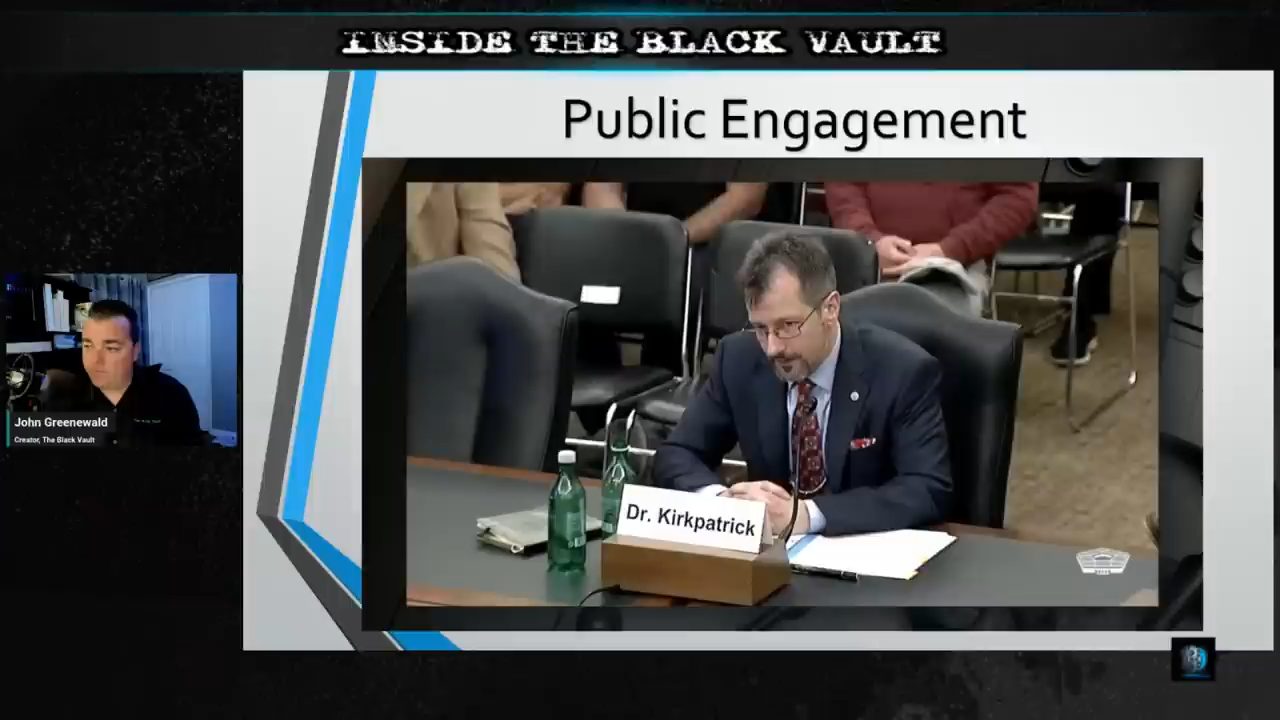 INSIDE THE BLACK VAULT
Public Engagement
John Greenewald
Creator, The Black Vault
Dr. Kirkpatrick